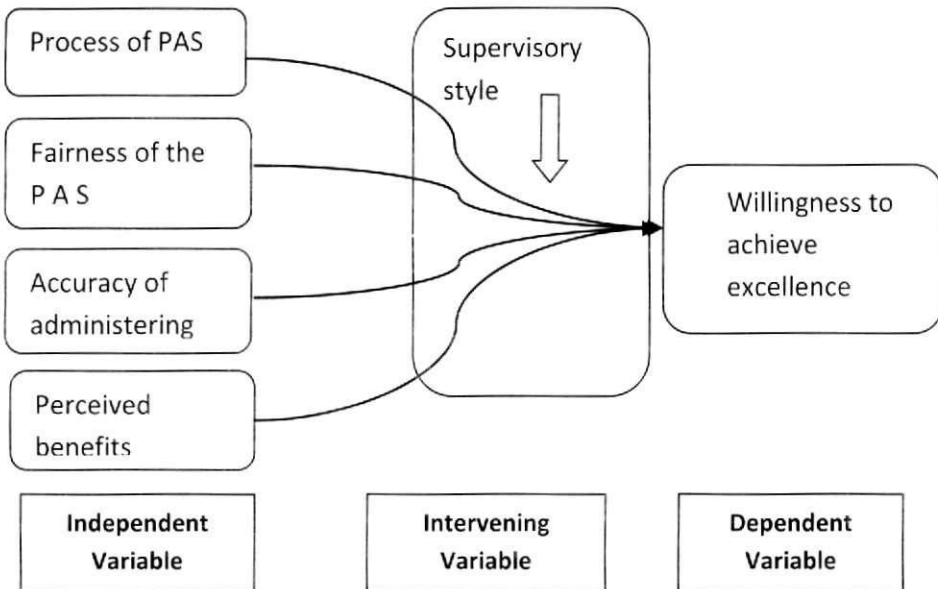 Process of PAS
Fairness of the
P A S
Accuracy of
administering
Perceived
benefits
Supervisory
style
Willingness to
achieve
excellence
Independent
Variable
Intervening
Variable
Dependent
Variable